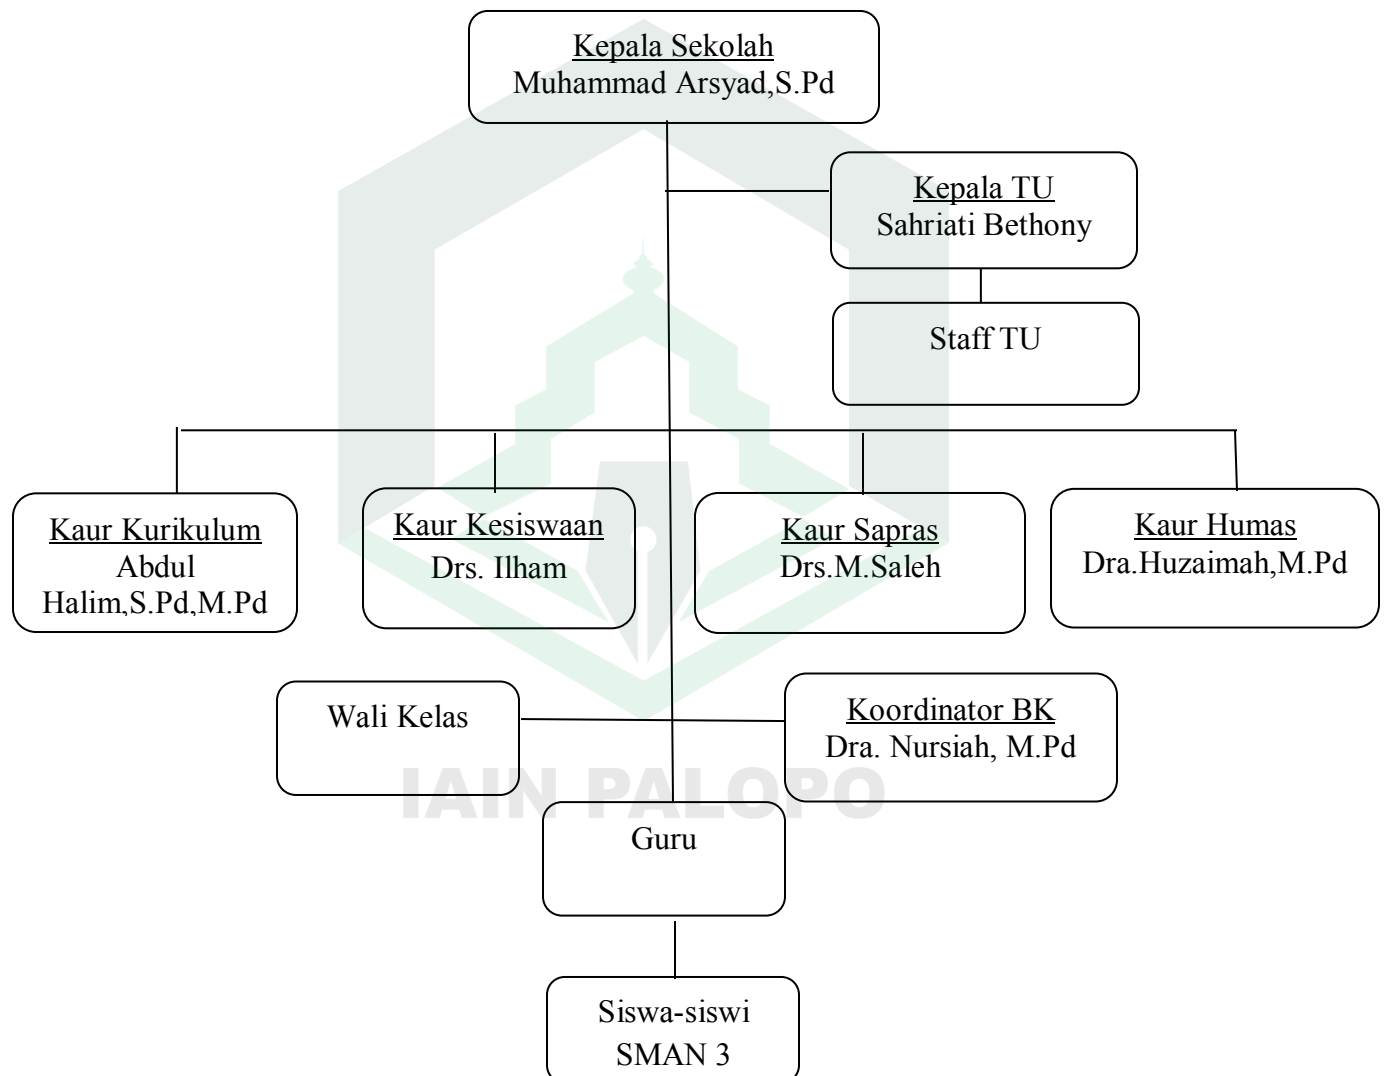 Kepala Sekolah
Muhammad Arsyad,S.Pd
Kepala TU
Sahriati Bethony
Staff TU
Kaur Kurikulum
Abdul
Halim,S.Pd,M.Pd
Kaur Kesiswaan
Drs. Ilham
Kaur Sapras
Drs.M.Saleh
Kaur Humas
Dra.Huzaimah,M.Pd
Wali Kelas
Koordinator BK
Dra. Nursiah, M.Pd
IAIN PALOPO
Guru
Siswa-siswi
SMAN 3